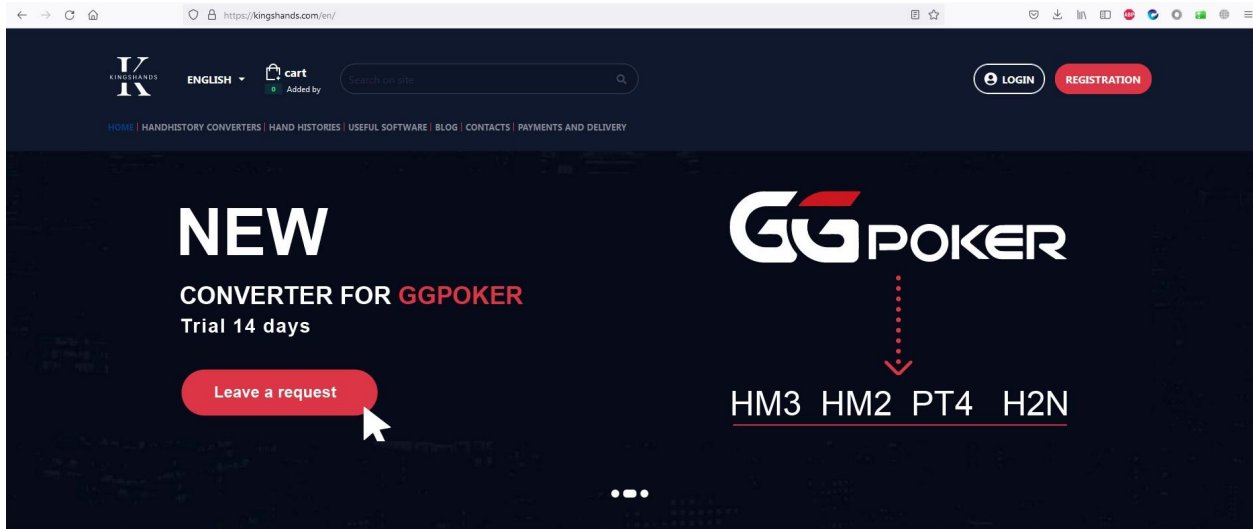 https://kingshands.com/en/
ABP
KINGSHANDS
K
ENGLISH
cart
0 Added by
Search on site
LOGIN
REGISTRATION
HOME | HANDHISTORY CONVERTERS | HAND HISTORIES | USEFUL SOFTWARE | BLOG | CONTACTS | PAYMENTS AND DELIVERY
NEW
CONVERTER FOR GGPOKER
Trial 14 days
Leave a request
GGPOKER
HM3 HM2 PT4 H2N